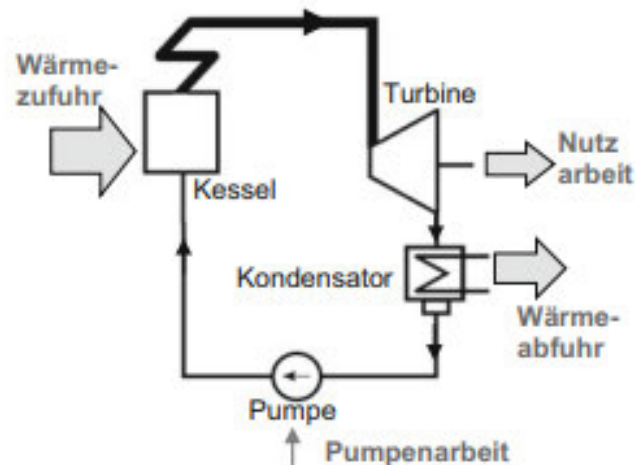 Wärme-
zufuhr
Turbine
Nutz
arbeit
Kessel
Kondensator
Wärme-
abfuhr
Pumpe
Pumpenarbeit